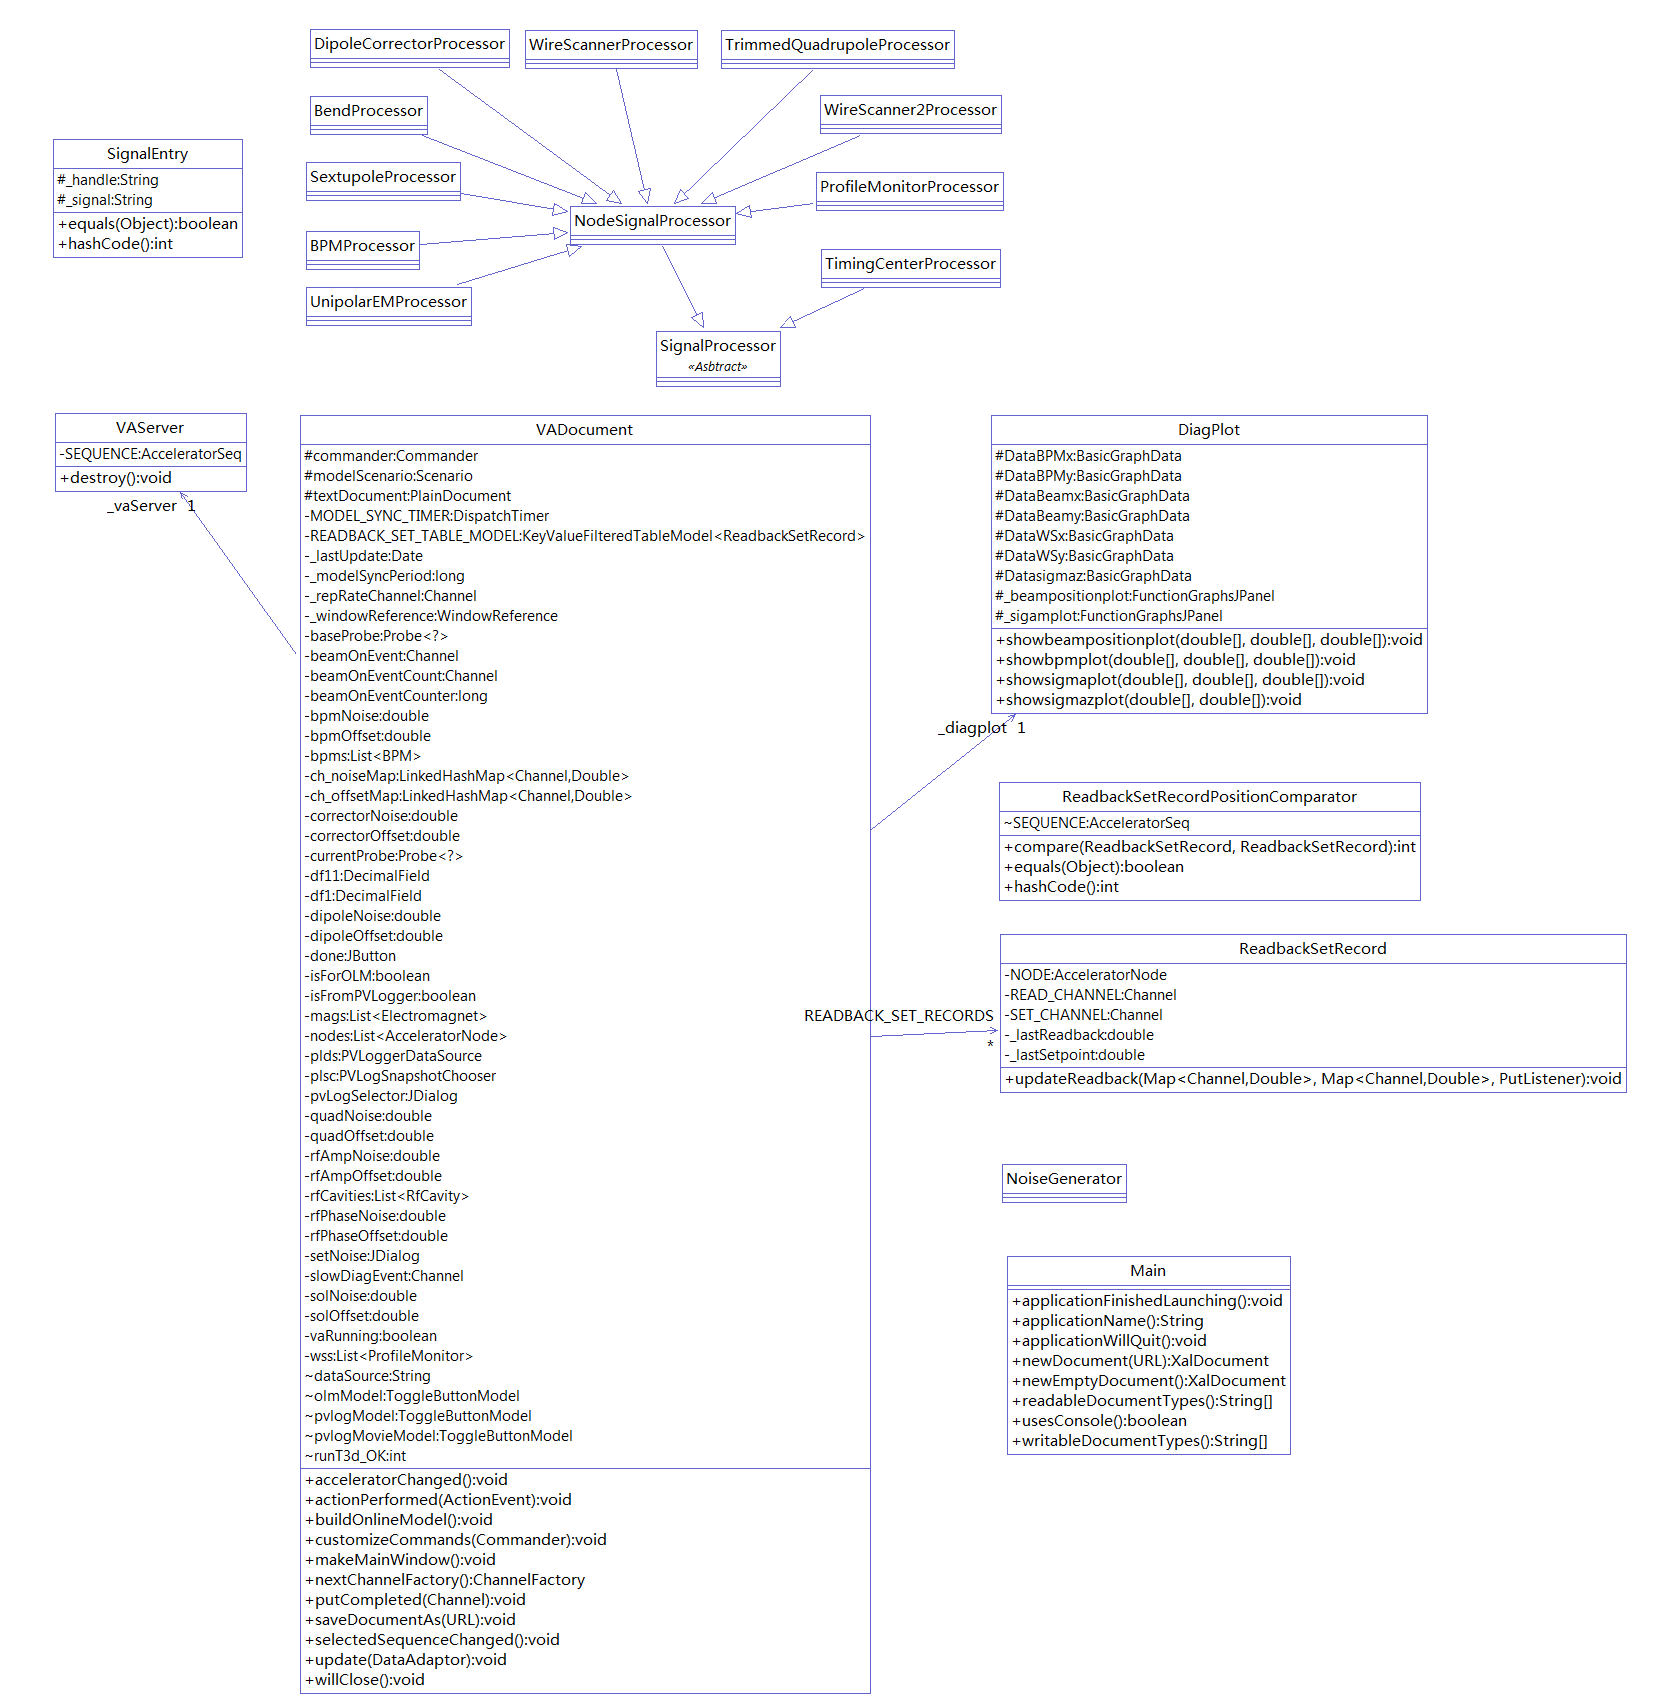 DipoleCorrectorProcessor
WireScannerProcessor
TrimmedQuadrupoleProcessor
BendProcessor
WireScanner2Processor
SignalEntry
#_handle:String
#_signal:String
+equals(Object):boolean
+hashCode():int
SextupoleProcessor
ProfileMonitorProcessor
NodeSignalProcessor
BPMProcessor
TimingCenterProcessor
UnipolarEMProcessor
SignalProcessor
«Asbtract»
VAServer
-SEQUENCE:AcceleratorSeq
+destroy():void
_vaServer 1
VADocument
#commander:Commander
#modelScenario:Scenario
#textDocument:PlainDocument
-MODEL_SYNC_TIMER:DispatchTimer
-READBACK_SET_TABLE_MODEL:KeyValueFilteredTableModel<ReadbackSetRecord>
-_lastUpdate:Date
-_modelSyncPeriod:long
-_repRateChannel:Channel
-_windowReference:WindowReference
-baseProbe:Probe<?>
-beamOnEvent:Channel
-beamOnEventCount:Channel
-beamOnEventCounter:long
-bpmNoise:double
-bpmOffset:double
-bpms:List<BPM>
-ch_noiseMap:LinkedHashMap<Channel,Double>
-ch_offsetMap:LinkedHashMap<Channel,Double>
-correctorNoise:double
-correctorOffset:double
-currentProbe:Probe<?>
-df11:DecimalField
-df1:DecimalField
-dipoleNoise:double
-dipoleOffset:double
-done:JButton
-isForOLM:boolean
-isFromPVLogger:boolean
-mags:List<Electromagnet>
-nodes:List<AcceleratorNode>
-plds:PVLoggerDataSource
-plsc:PVLogSnapshotChooser
-pvLogSelector:JDialog
-quadNoise:double
-quadOffset:double
-rfAmpNoise:double
-rfAmpOffset:double
-rfCavities:List<RfCavity>
-rfPhaseNoise:double
-rfPhaseOffset:double
-setNoise:JDialog
-slowDiagEvent:Channel
-solNoise:double
-solOffset:double
-vaRunning:boolean
-wss:List<ProfileMonitor>
~dataSource:String
~olmModel:ToggleButtonModel
~pvlogModel:ToggleButtonModel
~pvlogMovieModel:ToggleButtonModel
~runT3d_OK:int
+acceleratorChanged():void
+actionPerformed(ActionEvent):void
+buildOnlineModel():void
+customizeCommands(Commander):void
+makeMainWindow():void
+nextChannelFactory():ChannelFactory
+putCompleted(Channel):void
+saveDocumentAs(URL):void
+selectedSequenceChanged():void
+update(DataAdaptor):void
+willClose():void
DiagPlot
#DataBPMx:BasicGraphData
#DataBPMy:BasicGraphData
#DataBeamx:BasicGraphData
#DataBeamy:BasicGraphData
#DataWSx:BasicGraphData
#DataWSy:BasicGraphData
#Datasigmaz:BasicGraphData
#_beampositionplot:FunctionGraphsJPanel
#_sigamplot:FunctionGraphsJPanel
+showbeampositionplot(double[], double[], double[]):void
+showbpmplot(double[], double[], double[]):void
+showsigmaplot(double[], double[], double[]):void
+showsigmazplot(double[], double[]):void
_diagplot 1
ReadbackSetRecordPositionComparator
~SEQUENCE:AcceleratorSeq
+compare(ReadbackSetRecord, ReadbackSetRecord):int
+equals(Object):boolean
+hashCode():int
READBACK_SET_RECORDS
*
ReadbackSetRecord
-NODE:AcceleratorNode
-READ_CHANNEL:Channel
-SET_CHANNEL:Channel
-_lastReadback:double
-_lastSetpoint:double
+updateReadback(Map<Channel,Double>, Map<Channel,Double>, PutListener):void
NoiseGenerator
Main
+applicationFinishedLaunching():void
+applicationName():String
+applicationWillQuit():void
+newDocument(URL):XalDocument
+newEmptyDocument():XalDocument
+readableDocumentTypes():String[]
+usesConsole():boolean
+writableDocumentTypes():String[]